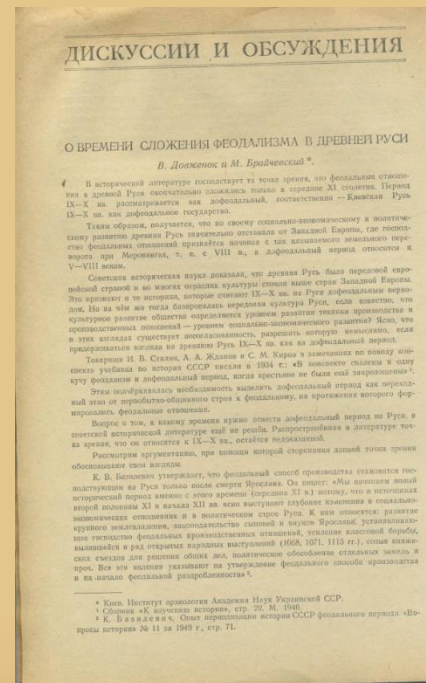 ДИСКУССИИ И ОБСУЖДЕНИЯ
О ВРЕМЕНИ СЛОЖЕНИЯ ФЕОДАЛИЗМА В ДРЕВНЕЙ РУСИ
В. Довженок и М. Брайчевский *.
В исторической литературе господствует та точка зрения, что феодальные отноше-
ния в древней Руси окончательно сложились только в середине XI столетия. Период
IX—X вв. рассматривается как дофеодальный, соответственно — Киевская Русь
IX—X вв. как дофеодальное государство.
Таким образом, получается, что по своему социально-экономическому и политиче-
скому развитию древняя Русь значительно отставала от Западной Европы, где господ-
ство феодальных отношений признаётся начиная с так называемого земельного пере-
ворота при Меровингах, т. е. с VIII в., а дофеодальный период относится к
V—VIII векам.
Советская историческая наука доказала, что древняя Русь была передовой евро-
пейской страной и во многих отраслях культуры стояла выше стран Западной Европы.
Это признают и те историки, которые считают IX—X вв. на Руси дофеодальным перио-
дом. Но на чём же тогда базировалась передовая культура Руси, если известно, что
культурное развитие общества определяется уровнем развития техники производства и
производственных отношений — уровнем социально-экономического развития? Ясно, что
в этих взглядах существует несогласованность, разрешить которую немыслимо, если
придерживаться взгляда на древнюю Русь IX—X вв. как на дофеодальный период.
Товарищи И. В. Сталин, А. А. Жданов и С. М. Киров в замечаниях по поводу кон-
спекта учебника по истории СССР писали в 1934 г.: «В конспекте свалены в одну
кучу феодализм и дофеодальный период, когда крестьяне не были ещё закрепощены» ¹.
Этим подчёркивалась необходимость выделить дофеодальный период как переход-
ный этап от первобытно-общинного строя к феодальному, на протяжении которого фор-
мировались феодальные отношения.
Вопрос о том, к какому времени нужно отнести дофеодальный период на Руси, в
советской исторической литературе ещё не решён. Распространённая в литературе точ-
ка зрения, что он относится к IX—X вв., остаётся недоказанной.
Рассмотрим аргументацию, при помощи которой сторонники данной точки зрения
обосновывают свои взгляды.
К. В. Базилевич утверждает, что феодальный способ производства становится гос-
подствующим на Руси только после смерти Ярослава. Он пишет: «Мы начинаем новый
исторический период именно с этого времени (середина XI в.) потому, что в источниках
второй половины XI и начала XII вв. ясно выступают глубокие изменения в социально-
экономических отношениях и в политическом строе Руси. К ним относятся: развитие
крупного землевладения, законодательство сыновей и внуков Ярослава, устанавливаю-
щее господство феодальных производственных отношений, усиление классовой борьбы,
вылившейся в ряд открытых народных выступлений (1068, 1071, 1113 гг.), созыв княже-
ских съездов для решения общих дел, политическое обособление отдельных земель и
проч. Все эти явления указывают на утверждение феодального способа производства
и на начало феодальной раздробленности» ².
* Киев. Институт археологии Академии Наук Украинской ССР.
¹ Сборник «К изучению истории», стр. 22. М. 1946.
² К. Базилевич. Опыт периодизации истории СССР феодального периода. «Во-
просы истории» № 11 за 1949 г., стр. 71.